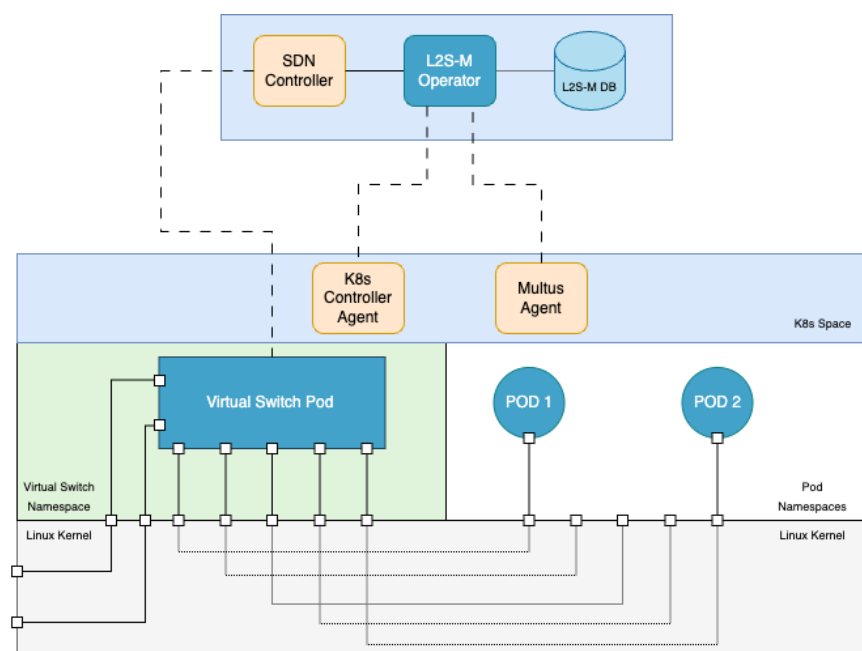 SDN
Controller
L2S-M
Operator
L2S-M DB
K8s
Controller
Agent
Multus
Agent
K8s Space
Virtual Switch Pod
POD 1
POD 2
Virtual Switch
Namespace
Pod
Namespaces
Linux Kernel
Linux Kernel